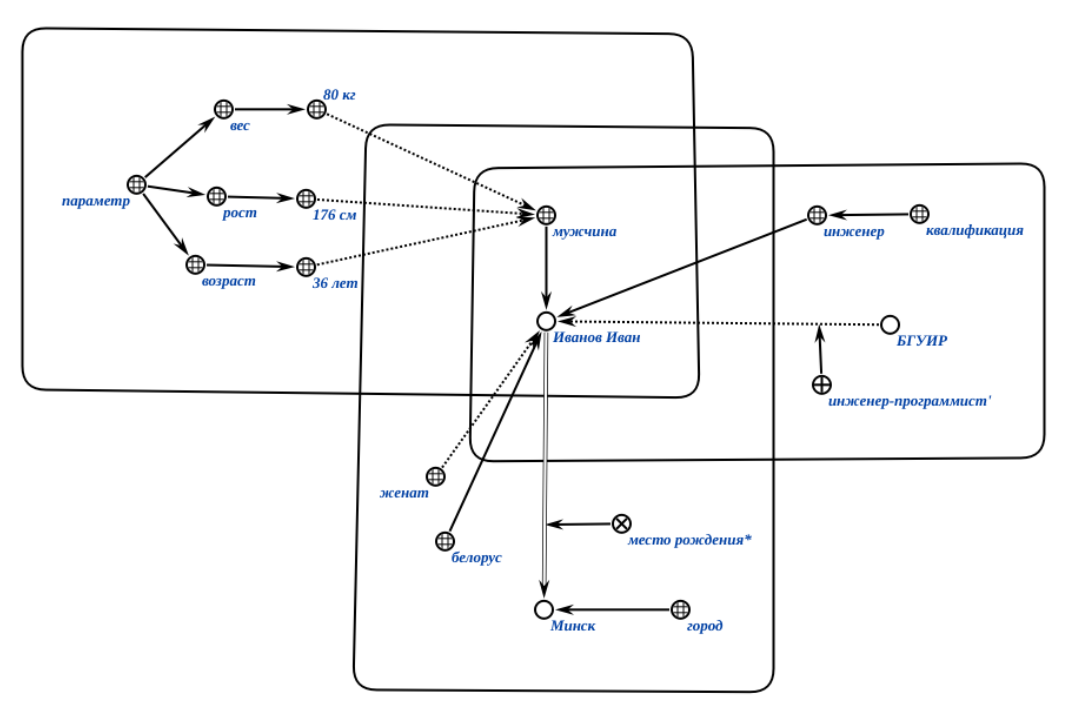 80 кг
вес
параметр
рост
176 см
мужчина
инженер
квалификация
возраст
36 лет
Иванов Иван
БГУИР
инженер-программист'
женат
место рождения*
белорус
Минск
город